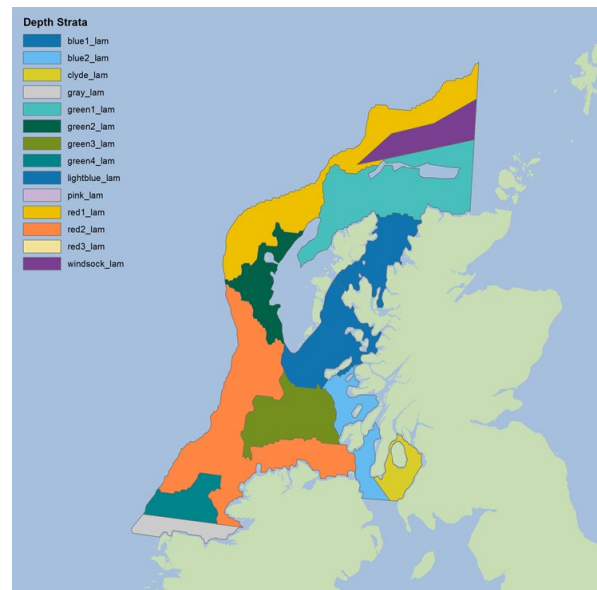 Depth Strata
blue1_lam
blue2_lam
clyde_lam
gray_lam
green1_lam
green2_lam
green3_lam
green4_lam
lightblue_lam
pink_lam
red1_lam
red2_lam
red3_lam
windsock_lam